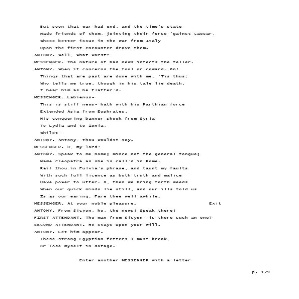 But soon that war had end, and the time's state
Made friends of them, joining their force 'gainst Caesar,
Whose better issue in the war from Italy
Upon the first encounter drave them.
ANTONY. Well, what worst?
MESSENGER. The nature of bad news infects the teller.
ANTONY. When it concerns the fool or coward. On!
Things that are past are done with me. 'Tis thus:
Who tells me true, though in his tale lie death,
I hear him as he flatter'd.
MESSENGER. Labienus-
This is stiff news- hath with his Parthian force
Extended Asia from Euphrates,
His conquering banner shook from Syria
To Lydia and to Ionia,
Whilst-
ANTONY. Antony, thou wouldst say.
MESSENGER. O, my lord!
ANTONY. Speak to me home; mince not the general tongue;
Name Cleopatra as she is call'd in Rome.
Rail thou in Fulvia's phrase, and taunt my faults
With such full licence as both truth and malice
Have power to utter. O, then we bring forth weeds
When our quick minds lie still, and our ills told us
Is as our earing. Fare thee well awhile.
MESSENGER. At your noble pleasure. Exit
ANTONY. From Sicyon, ho, the news! Speak there!
FIRST ATTENDANT. The man from Sicyon- is there such an one?
SECOND ATTENDANT. He stays upon your will.
ANTONY. Let him appear.
These strong Egyptian fetters I must break,
Or lose myself in dotage.
Enter another MESSENGER with a letter
p. 129